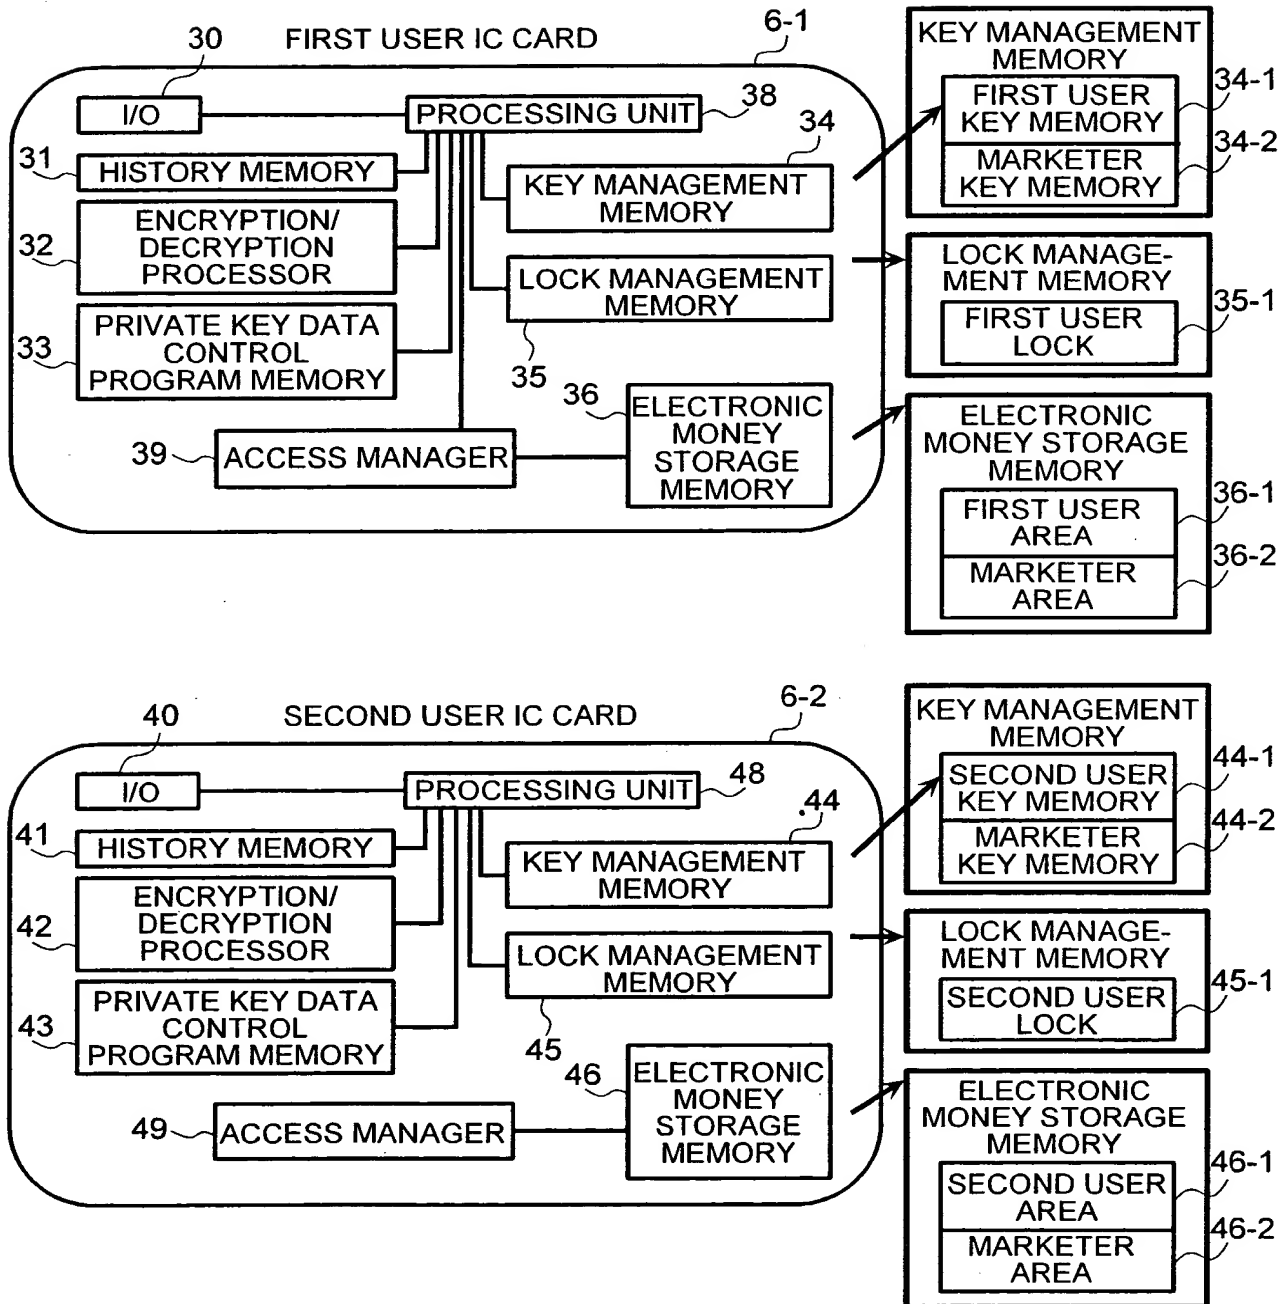 FIRST USER IC CARD
6-1
30
I/O
PROCESSING UNIT
38
31
HISTORY MEMORY
34
KEY MANAGEMENT
MEMORY
32
ENCRYPTION/
DECRYPTION
PROCESSOR
LOCK MANAGEMENT
MEMORY
35
33
PRIVATE KEY DATA
CONTROL
PROGRAM MEMORY
36
ELECTRONIC
MONEY
STORAGE
MEMORY
39
ACCESS MANAGER
KEY MANAGEMENT
MEMORY
FIRST USER
KEY MEMORY
34-1
MARKETER
KEY MEMORY
34-2
LOCK MANAGE-
MENT MEMORY
FIRST USER
LOCK
35-1
ELECTRONIC
MONEY STORAGE
MEMORY
FIRST USER
AREA
36-1
MARKETER
AREA
36-2
SECOND USER IC CARD
6-2
40
I/O
PROCESSING UNIT
48
41
HISTORY MEMORY
44
KEY MANAGEMENT
MEMORY
42
ENCRYPTION/
DECRYPTION
PROCESSOR
LOCK MANAGEMENT
MEMORY
45
43
PRIVATE KEY DATA
CONTROL
PROGRAM MEMORY
46
ELECTRONIC
MONEY
STORAGE
MEMORY
49
ACCESS MANAGER
KEY MANAGEMENT
MEMORY
SECOND USER
KEY MEMORY
44-1
MARKETER
KEY MEMORY
44-2
LOCK MANAGE-
MENT MEMORY
SECOND USER
LOCK
45-1
ELECTRONIC
MONEY STORAGE
MEMORY
SECOND USER
AREA
46-1
MARKETER
AREA
46-2